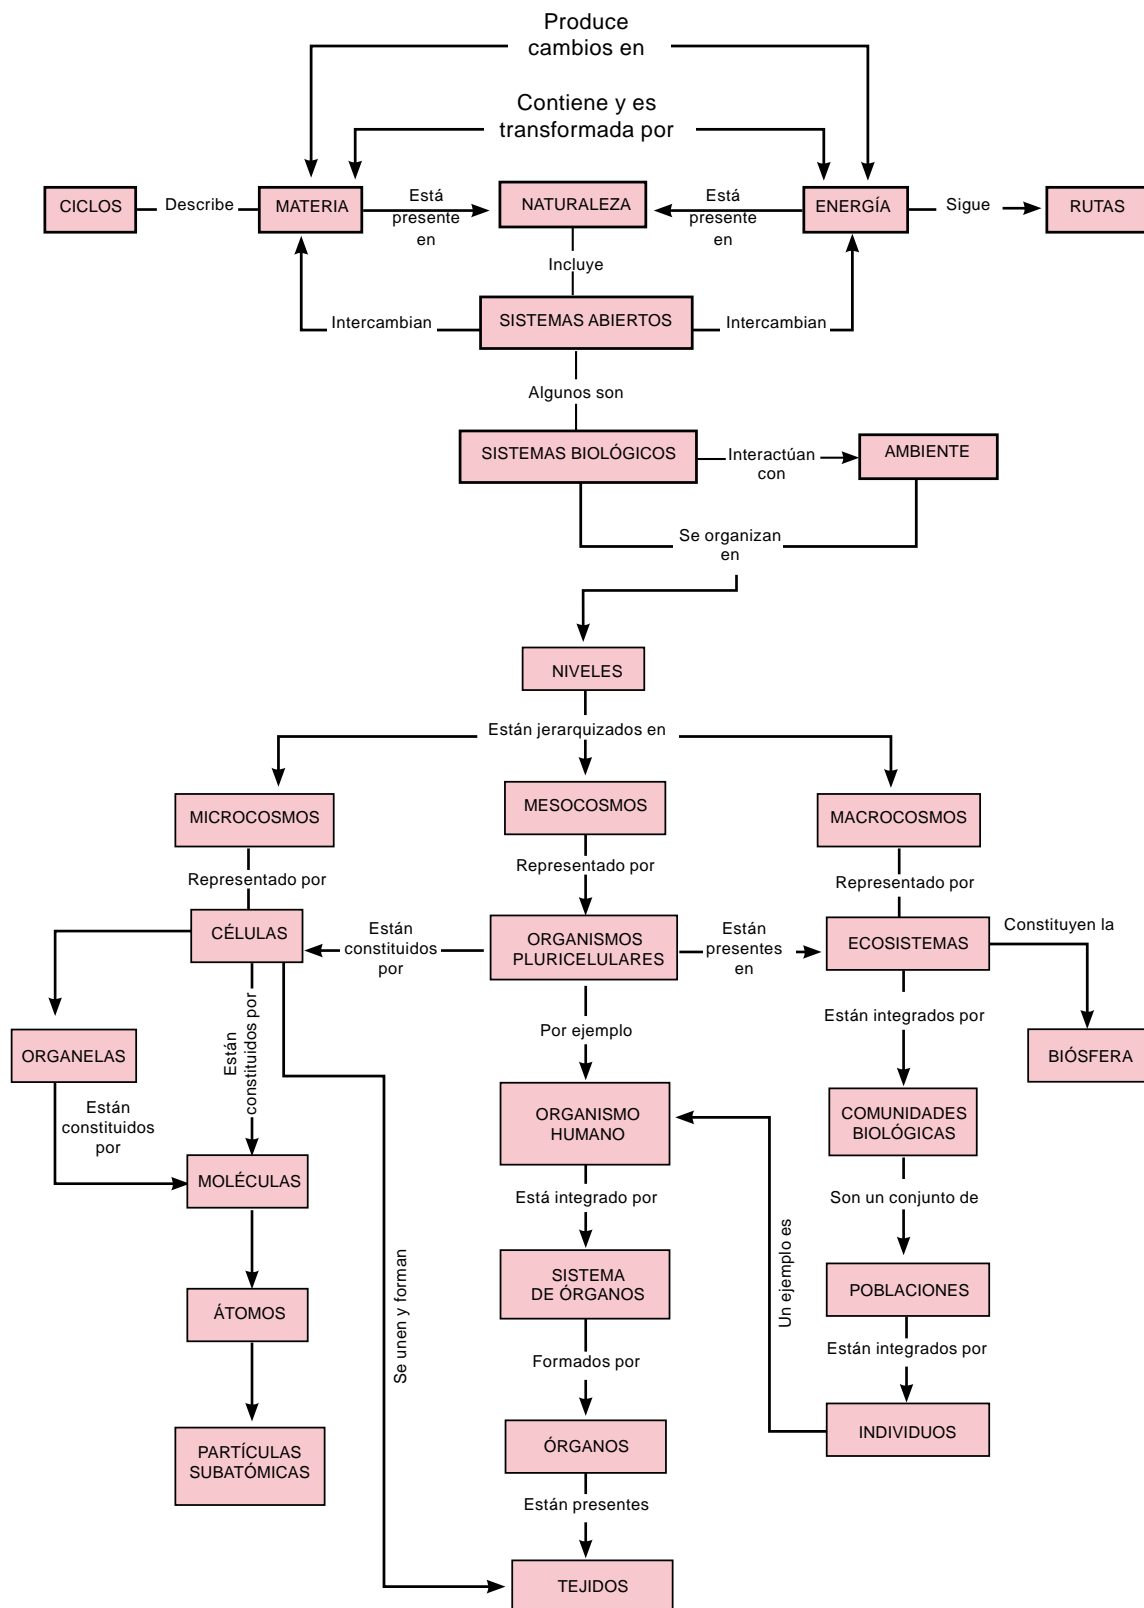 Produce
cambios en
Contiene y es
transformada por
CICLOS
Describe
MATERIA
Está
presente
en
NATURALEZA
Está
presente
en
ENERGÍA
Sigue
RUTAS
Incluye
Intercambian
SISTEMAS ABIERTOS
Intercambian
Algunos son
SISTEMAS BIOLÓGICOS
Interactúan
con
AMBIENTE
Se organizan
en
NIVELES
Están jerarquizados en
MICROCOSMOS
MESOCOSMOS
MACROCOSMOS
Representado por
Representado por
Representado por
CÉLULAS
Están
constituidos
por
ORGANISMOS
PLURICELULARES
Están
presentes
en
ECOSISTEMAS
Constituyen la
ORGANELAS
Están
constituidos por
Por ejemplo
Están integrados por
BIÓSFERA
Están
constituidos
por
ORGANISMO
HUMANO
COMUNIDADES
BIOLÓGICAS
MOLÉCULAS
Está integrado por
Son un conjunto de
Se unen y forman
Un ejemplo es
ÁTOMOS
SISTEMA
DE ÓRGANOS
POBLACIONES
Formados por
Están integrados por
PARTÍCULAS
SUBATÓMICAS
ÓRGANOS
INDIVIDUOS
Están presentes
TEJIDOS